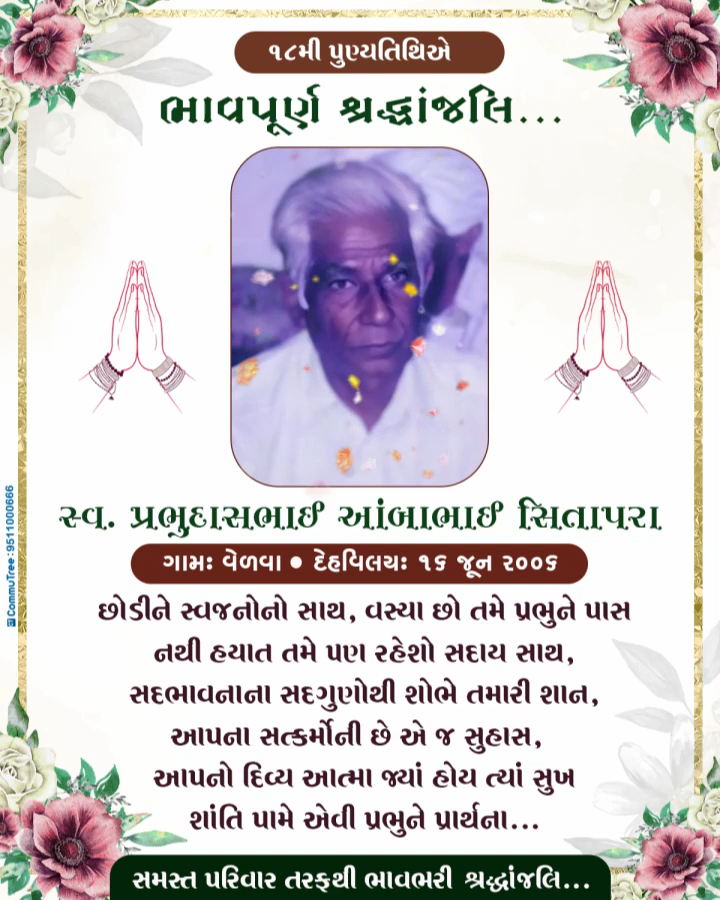 ૧૮મી પુણ્યતિથિએ
ભાવપૂર્ણ શ્રદ્ધાંજલિ...
સ્વ. પ્રભુદાસભાઈ આંબાભાઈ સિતાપરા
ગામઃ વેળવા ● દેહવિલયઃ ૧૬ જૂન ૨૦૦૬
છોડીને સ્વજનોનો સાથ, વસ્યા છો તમે પ્રભુને પાસ
નથી હયાત તમે પણ રહેશો સદાય સાથ,
સદભાવનાના સદગુણોથી શોભે તમારી શાન,
આપના સત્કર્મોની છે એ જ સુહાસ,
આપનો દિવ્ય આત્મા જ્યાં હોય ત્યાં સુખ
શાંતિ પામે એવી પ્રભુને પ્રાર્થના...
સમસ્ત પરિવાર તરફથી ભાવભરી શ્રદ્ધાંજલિ...
CommuTree : 9511000666